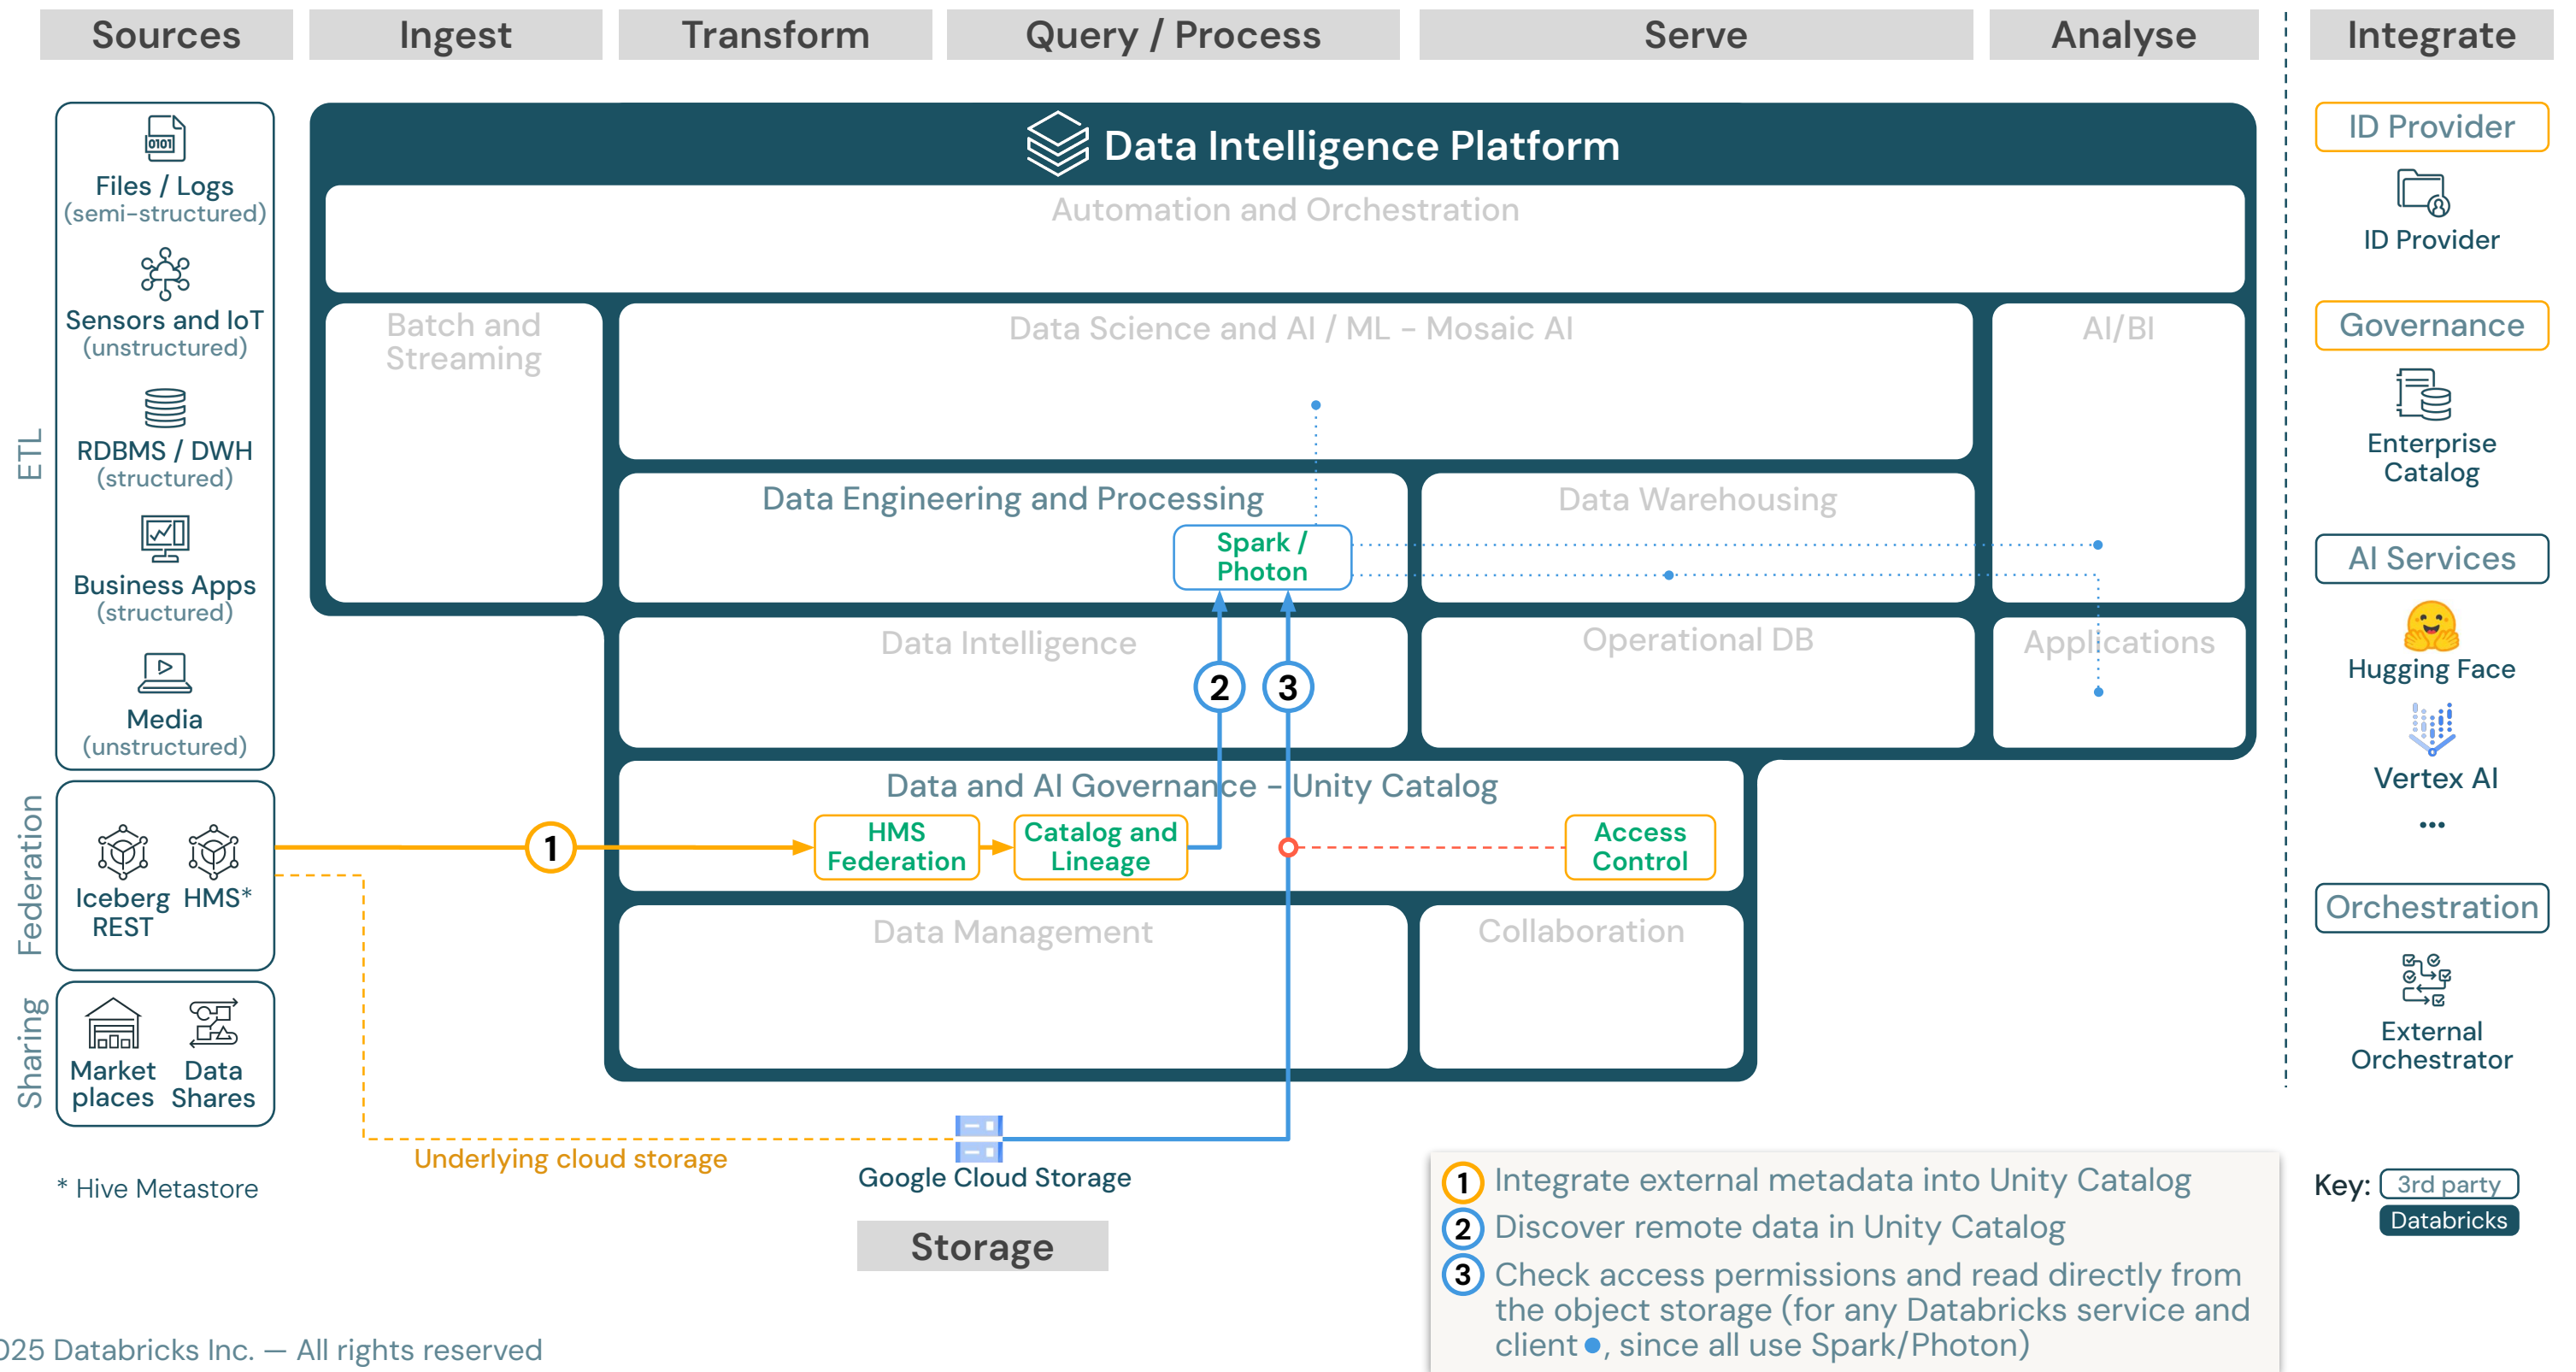 Sources
Ingest
Transform
Query / Process
Serve
Analyse
Integrate
ETL
0101
Files / Logs
(semi-structured)
Sensors and IoT
(unstructured)
RDBMS / DWH
(structured)
Business Apps
(structured)
Media
(unstructured)
Federation
Iceberg
REST
HMS*
Sharing
Market
places
Data
Shares
* Hive Metastore
Data Intelligence Platform
Automation and Orchestration
Batch and
Streaming
Data Science and AI / ML - Mosaic AI
AI/BI
Data Engineering and Processing
Spark /
Photon
Data Warehousing
Data Intelligence
Operational DB
Applications
2
3
Data and AI Governance - Unity Catalog
1
HMS
Federation
Catalog and
Lineage
Access
Control
Data Management
Collaboration
Underlying cloud storage
Google Cloud Storage
Storage
ID Provider
ID Provider
Governance
Enterprise
Catalog
AI Services
Hugging Face
Vertex AI
...
Orchestration
External
Orchestrator
1 Integrate external metadata into Unity Catalog
2 Discover remote data in Unity Catalog
3 Check access permissions and read directly from
the object storage (for any Databricks service and
client ●, since all use Spark/Photon)
Key: 3rd party
Databricks
025 Databricks Inc. — All rights reserved